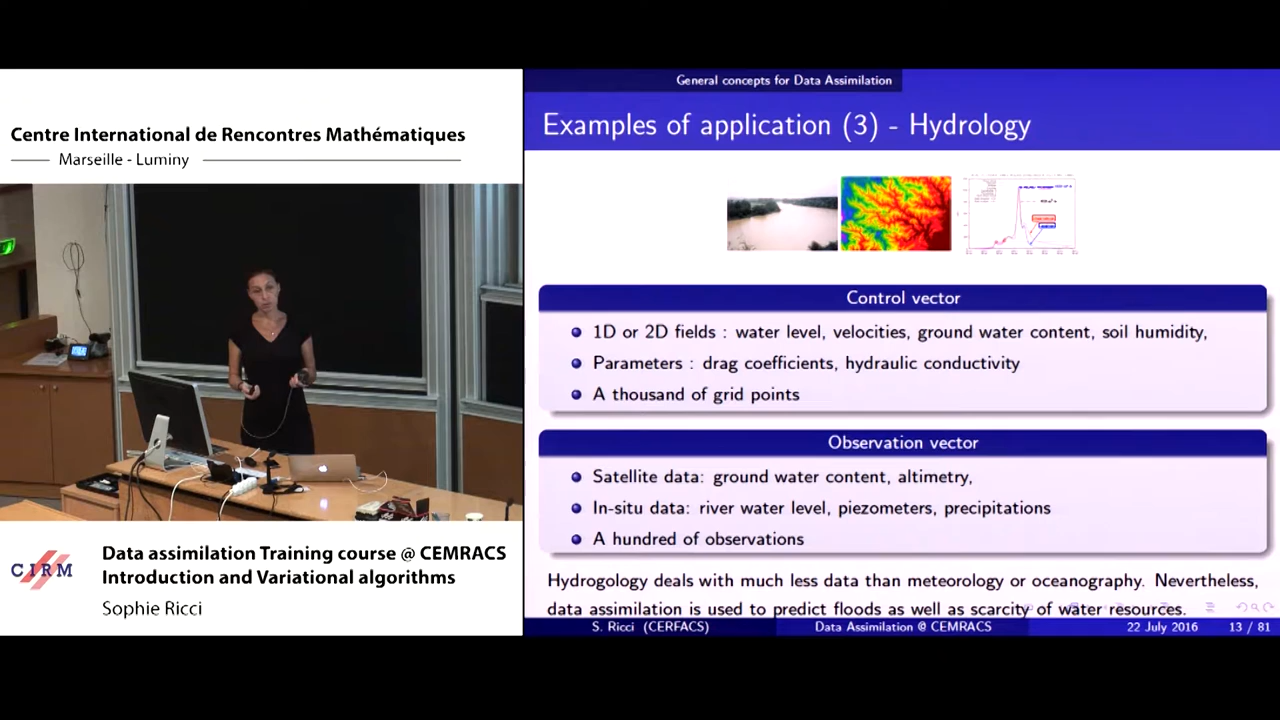 Centre International de Rencontres Mathématiques
Marseille - Luminy
CIRM
Data assimilation Training course @ CEMRACS
Introduction and Variational algorithms
Sophie Ricci
General concepts for Data Assimilation
Examples of application (3) - Hydrology
Control vector
1D or 2D fields : water level, velocities, ground water content, soil humidity,
Parameters : drag coefficients, hydraulic conductivity
A thousand of grid points
Observation vector
Satellite data: ground water content, altimetry,
In-situ data: river water level, piezometers, precipitations
A hundred of observations
Hydrogology deals with much less data than meteorology or oceanography. Nevertheless,
data assimilation is used to predict floods as well as scarcity of water resources.
S. Ricci (CERFACS)
Data Assimilation @ CEMRACS
22 July 2016
13 / 81